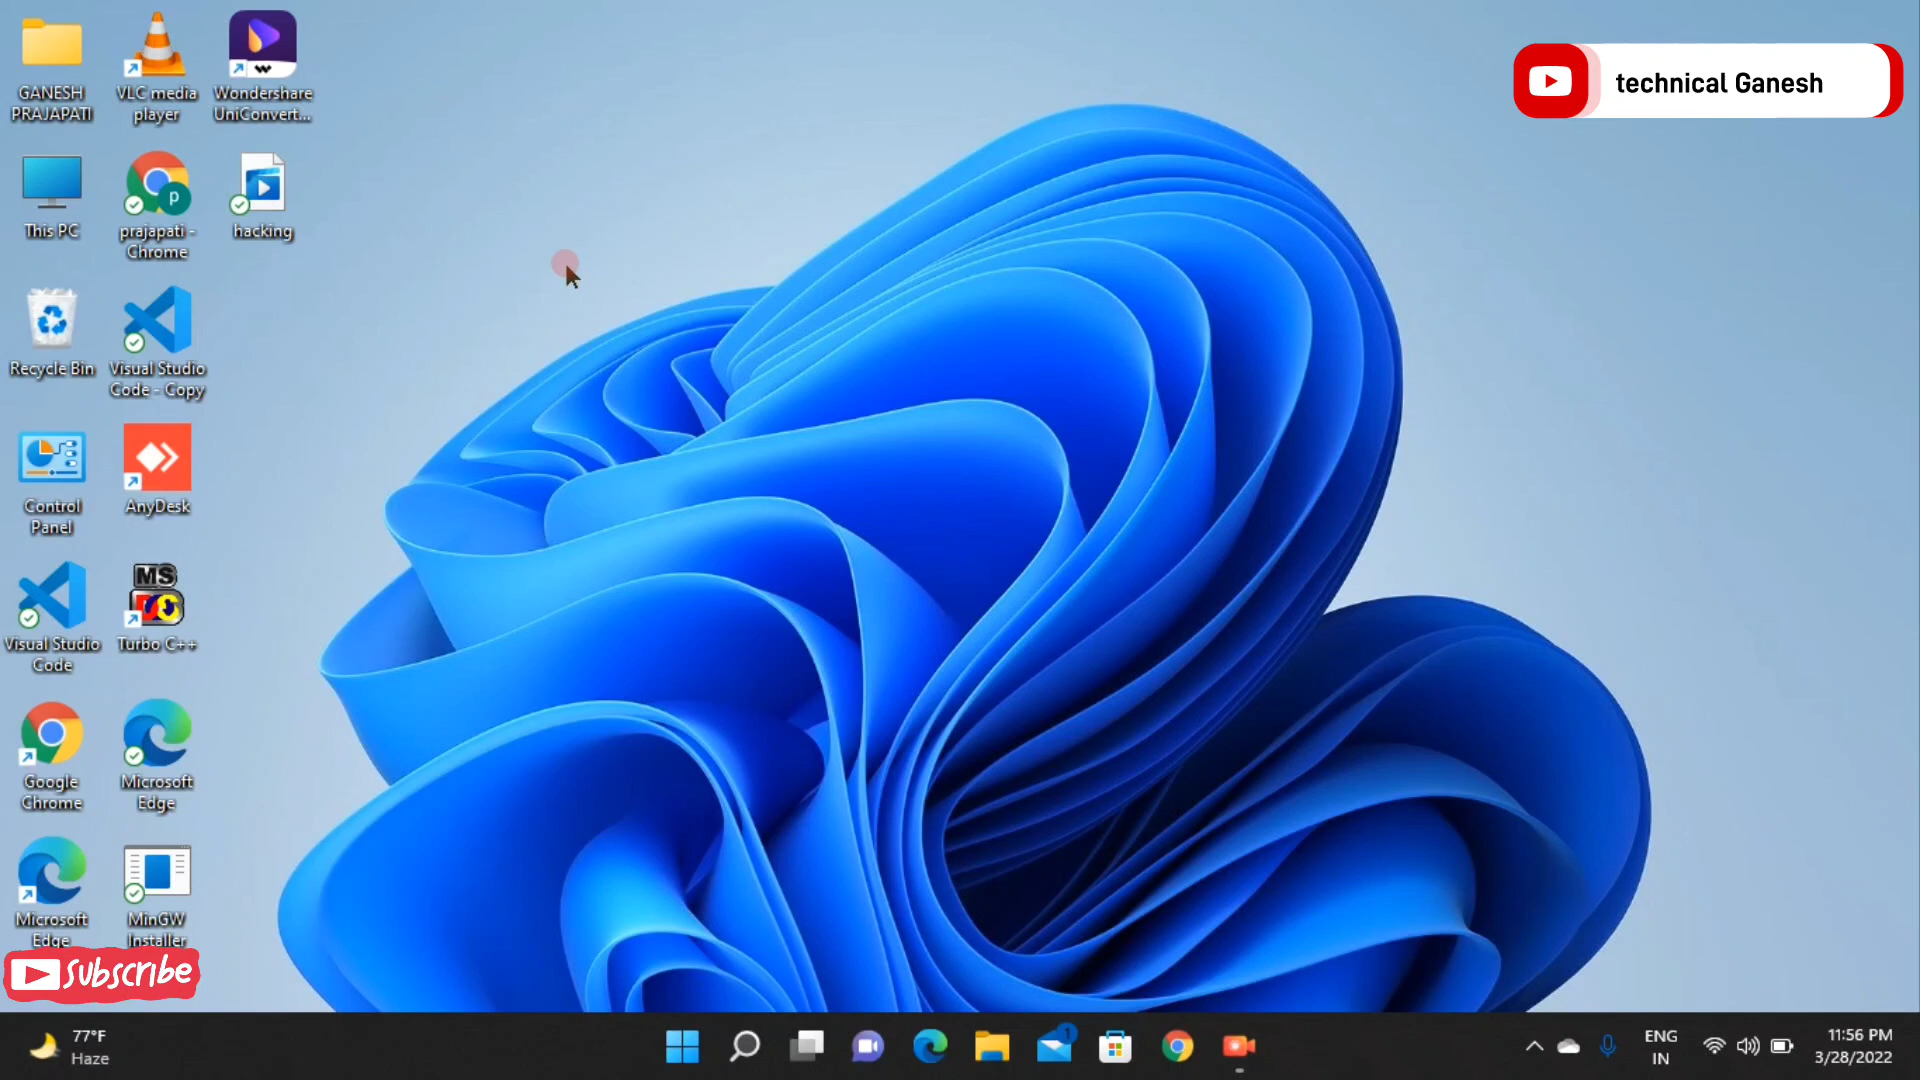 GANESH
PRAJAPATI
VLC media
player
Wondershare
UniConvert...
technical Ganesh
This PC
prajapati -
Chrome
p
hacking
Recycle Bin
Visual Studio
Code - Copy
Control
Panel
AnyDesk
Visual Studio
Code
MS
Turbo C++
Google
Chrome
Microsoft
Edge
Microsoft
Edge
MinGW
Installer
Subscribe
77°F
Haze
1
ENG
IN
11:56 PM
3/28/2022